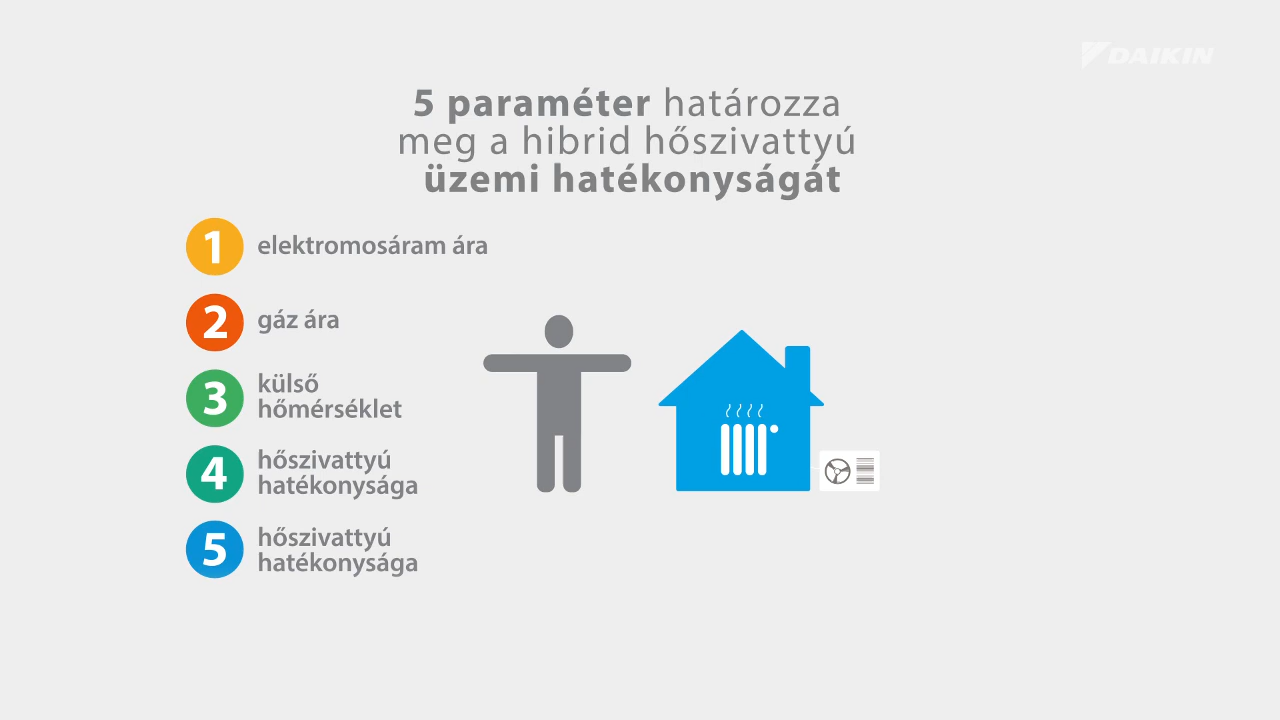 DAIKIN
5 paraméter határozza
meg a hibrid hőszivattyú
üzemi hatékonyságát
1 elektromosáram ára
2 gáz ára
3 külső
hőmérséklet
4 hőszivattyú
hatékonysága
5 hőszivattyú
hatékonysága